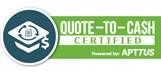 QUOTE–TO–CASH
CERTIFIED
Powered by: APTTUS